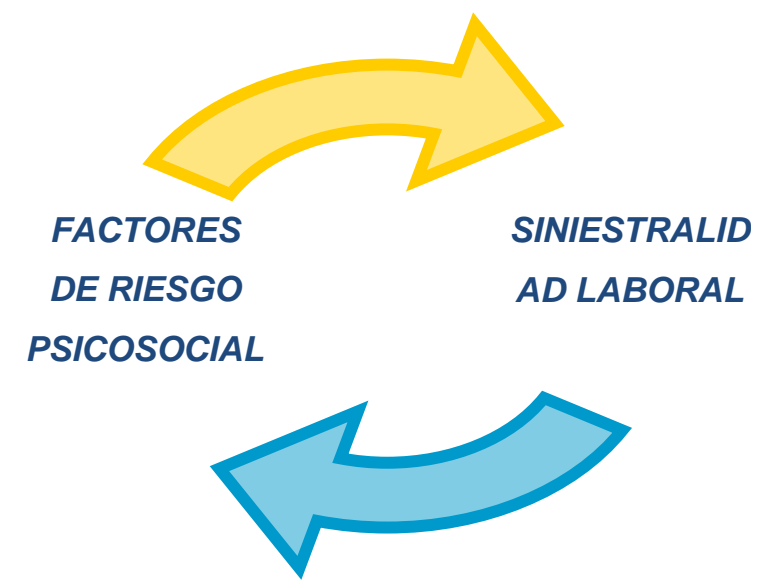 FACTORES
DE RIESGO
PSICOSOCIAL
SINIESTRALID
AD LABORAL